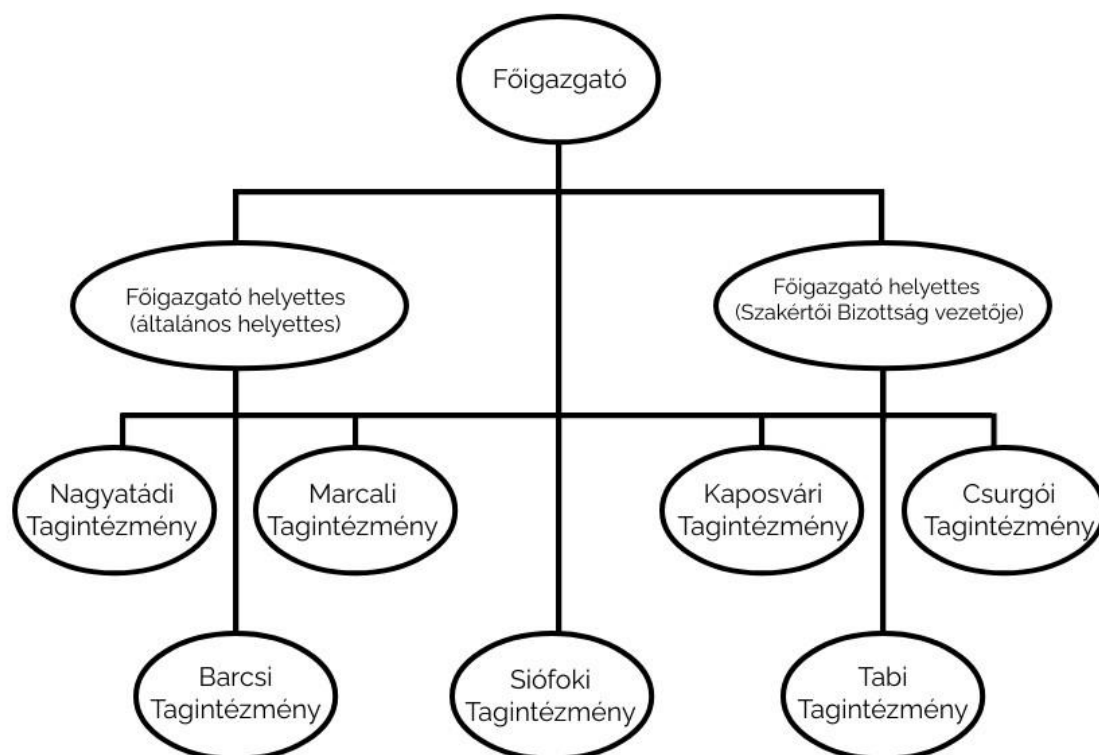 Főigazgató
Főigazgató helyettes
(általános helyettes)
Főigazgató helyettes
(Szakértői Bizottság vezetője)
Nagyatádi
Tagintézmény
Marcali
Tagintézmény
Kaposvári
Tagintézmény
Csurgói
Tagintézmény
Barcsi
Tagintézmény
Siófoki
Tagintézmény
Tabi
Tagintézmény